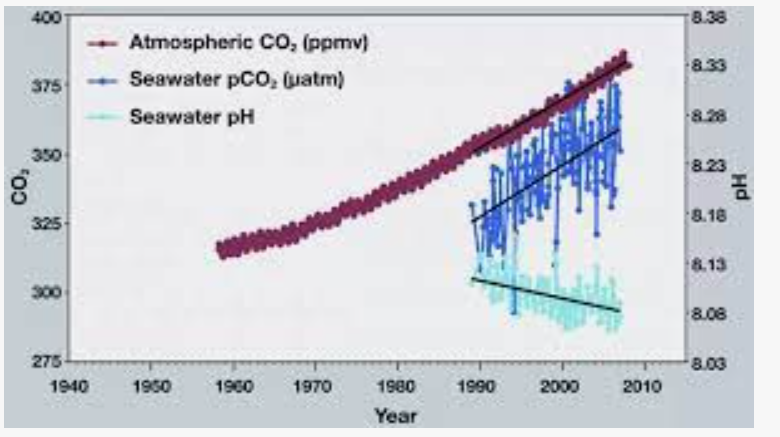 400
375
350
325
300
275
CO₂
Atmospheric CO₂ (ppmv)
Seawater pCO₂ (µatm)
Seawater pH
8.38
8.33
8.28
8.23
8.18
8.13
8.08
8.03
pH
1940 1950 1960 1970 1980 1990 2000 2010
Year